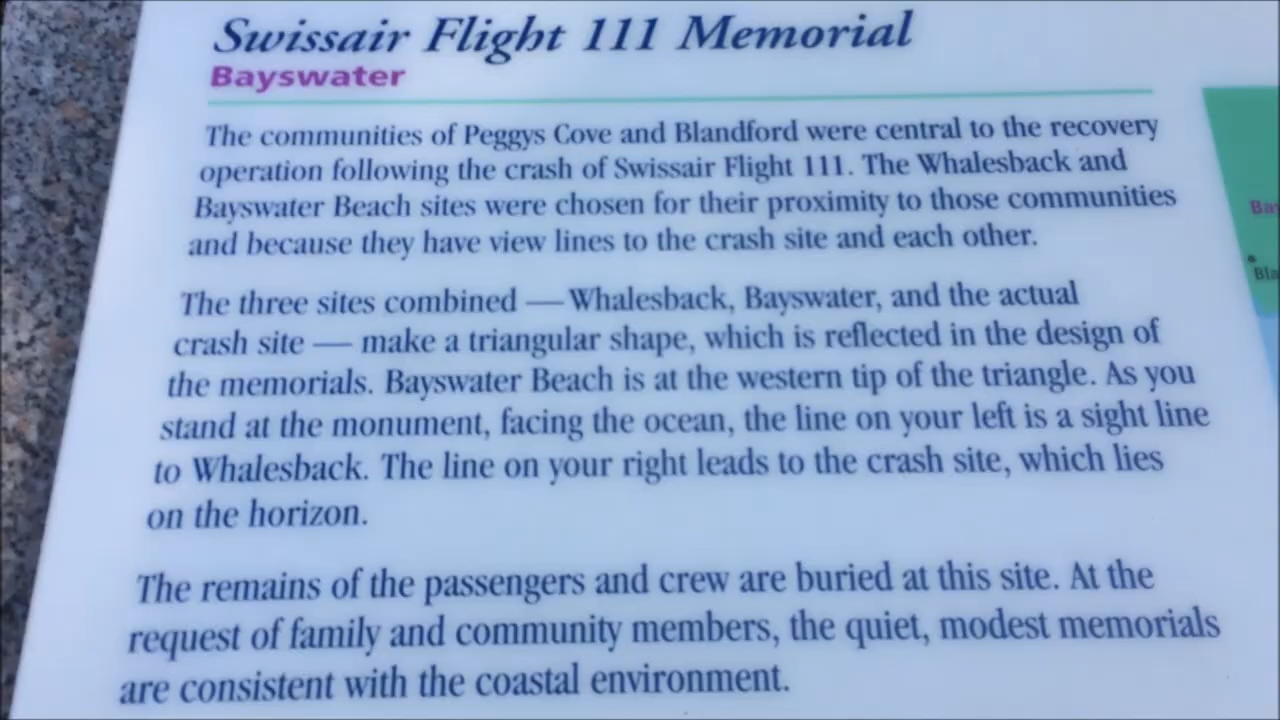 Swissair Flight 111 Memorial
Bayswater
The communities of Peggys Cove and Blandford were central to the recovery
operation following the crash of Swissair Flight 111. The Whalesback and
Bayswater Beach sites were chosen for their proximity to those communities
and because they have view lines to the crash site and each other.
The three sites combined — Whalesback, Bayswater, and the actual
crash site — make a triangular shape, which is reflected in the design of
the memorials. Bayswater Beach is at the western tip of the triangle. As you
stand at the monument, facing the ocean, the line on your left is a sight line
to Whalesback. The line on your right leads to the crash site, which lies
on the horizon.
The remains of the passengers and crew are buried at this site. At the
request of family and community members, the quiet, modest memorials
are consistent with the coastal environment.